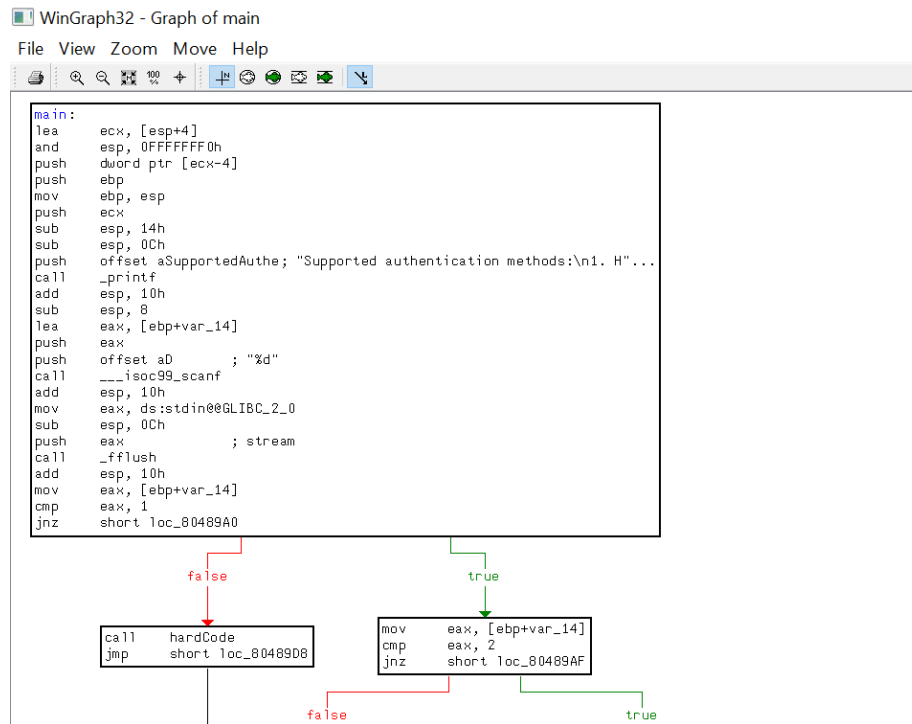 WinGraph32 - Graph of main
File View Zoom Move Help
100 %
N
main:
lea ecx, [esp+4]
and esp, 0FFFFFFF0h
push dword ptr [ecx-4]
push ebp
mov ebp, esp
push ecx
sub esp, 14h
sub esp, 0Ch
push offset aSupportedAuthe; "Supported authentication methods:\n1. H"...
call _printf
add esp, 10h
sub esp, 8
lea eax, [ebp+var_14]
push eax
push offset aD ; "%d"
call ___isoc99_scanf
add esp, 10h
mov eax, ds:stdin@@GLIBC_2_0
sub esp, 0Ch
push eax ; stream
call _fflush
add esp, 10h
mov eax, [ebp+var_14]
cmp eax, 1
jnz short loc_80489A0
false true
call hardCode
jmp short loc_80489D8
mov eax, [ebp+var_14]
cmp eax, 2
jnz short loc_80489AF
false true